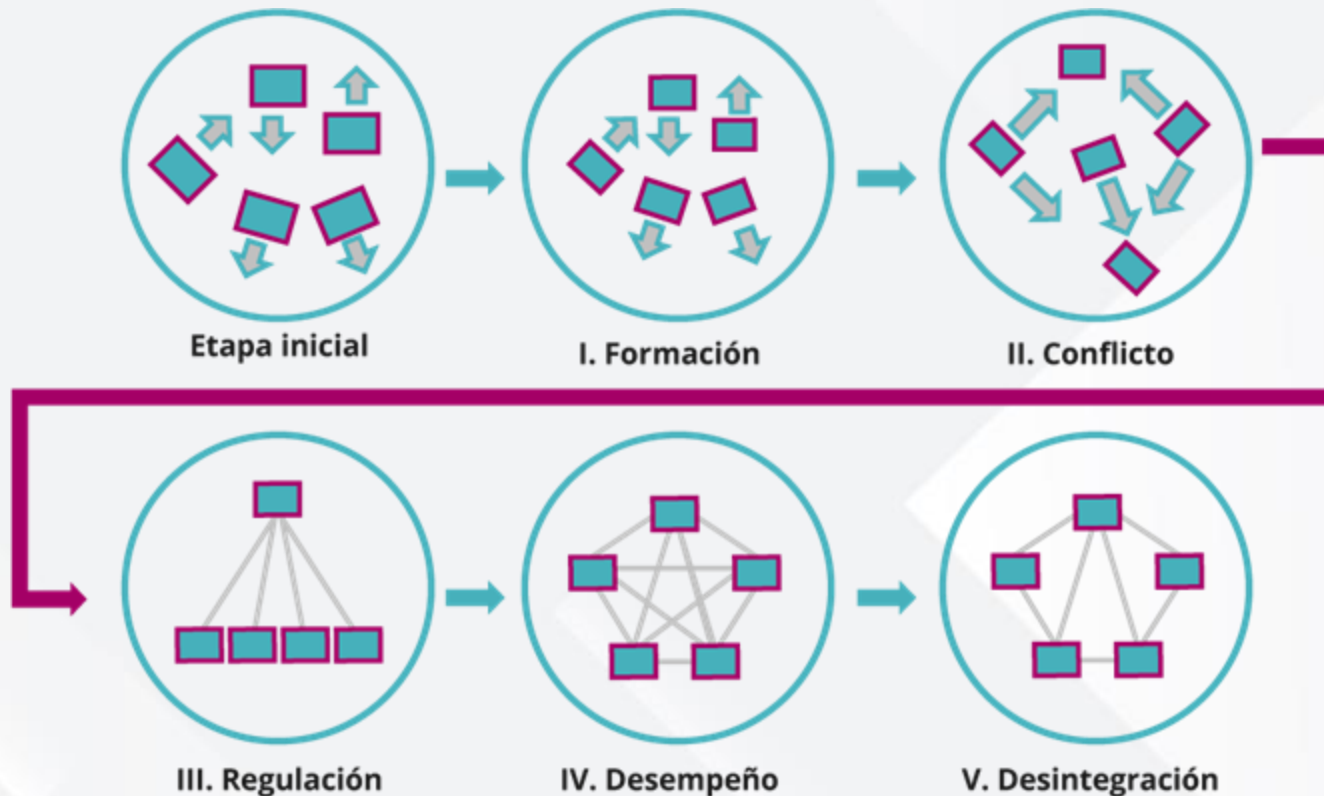 Etapa inicial
I. Formación
II. Conflicto
III. Regulación
IV. Desempeño
V. Desintegración